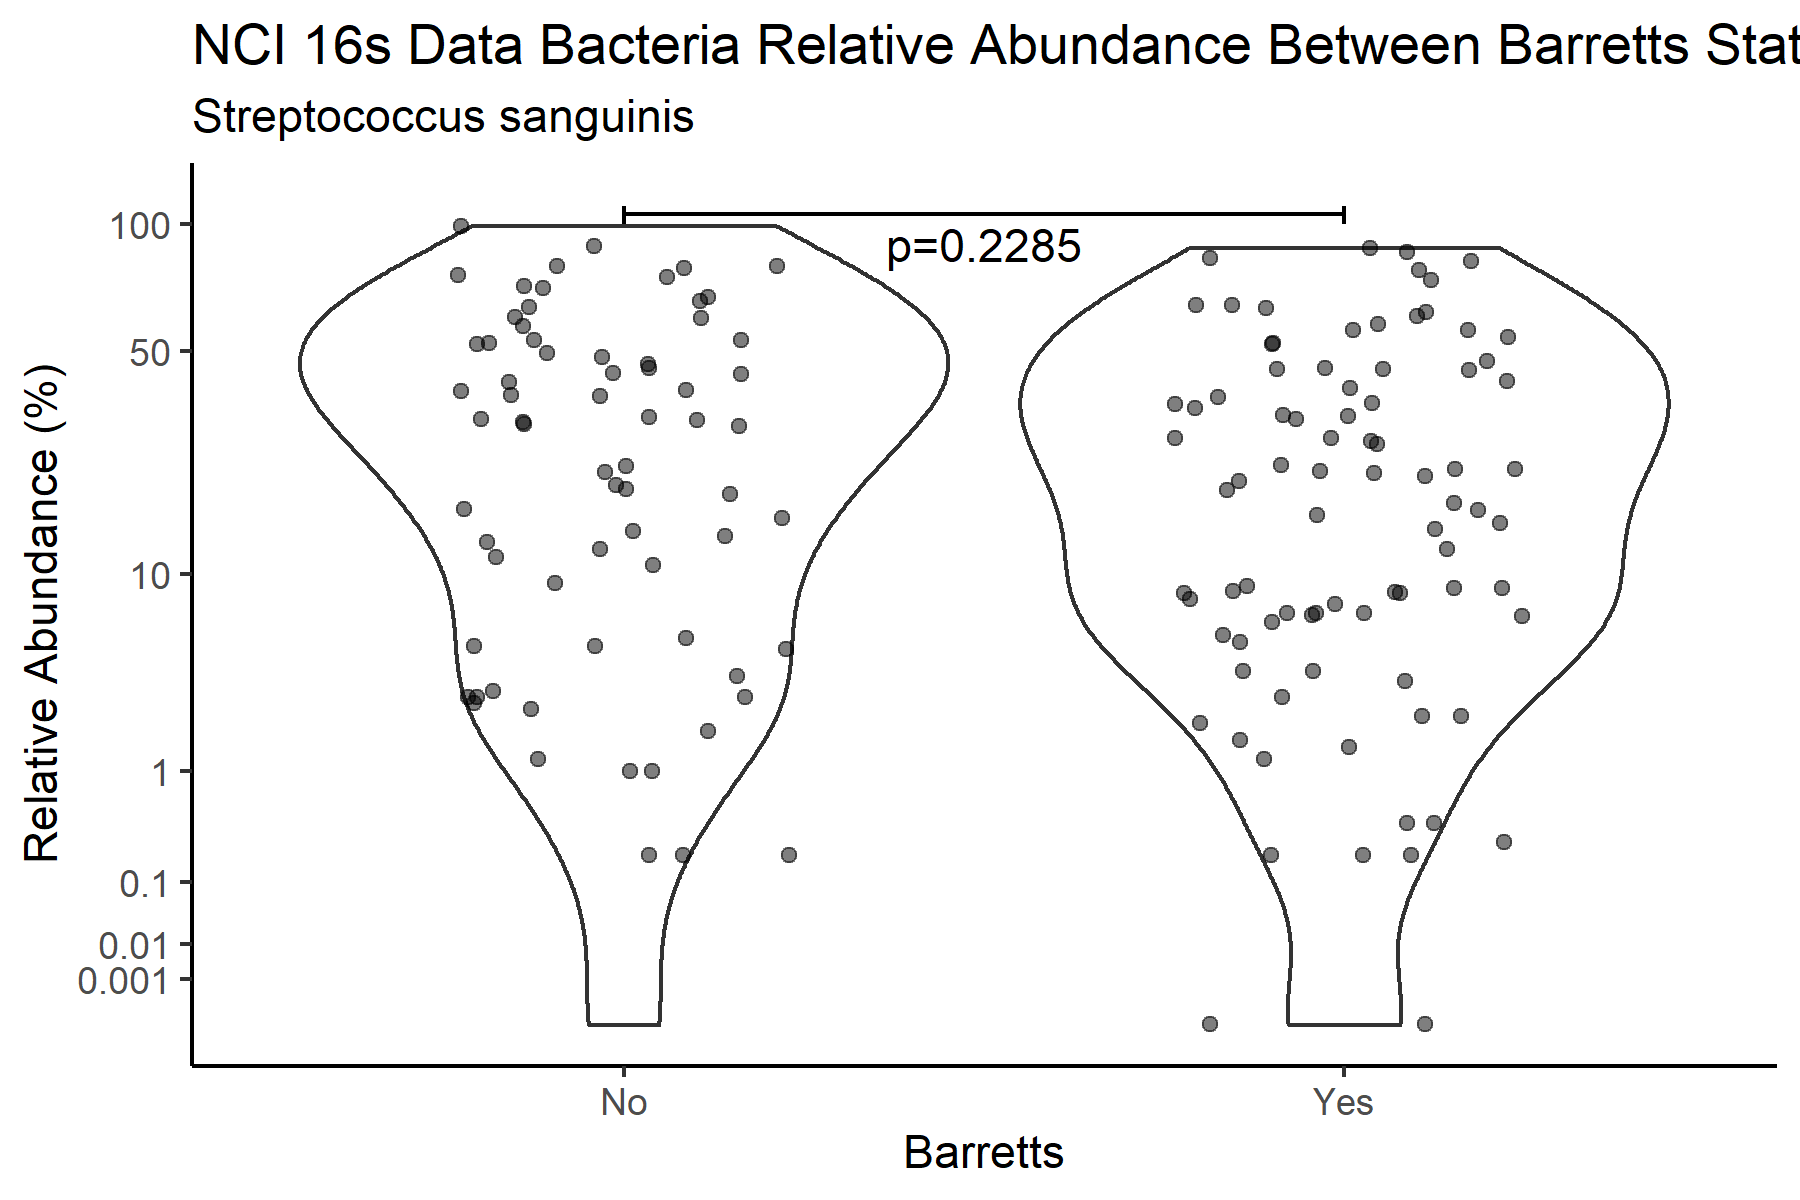 NCI 16s Data Bacteria Relative Abundance Between Barretts Stat
Streptococcus sanguinis
Relative Abundance (%)
100
50
10
1
0.1
0.01
0.001
p=0.2285
No
Yes
Barretts